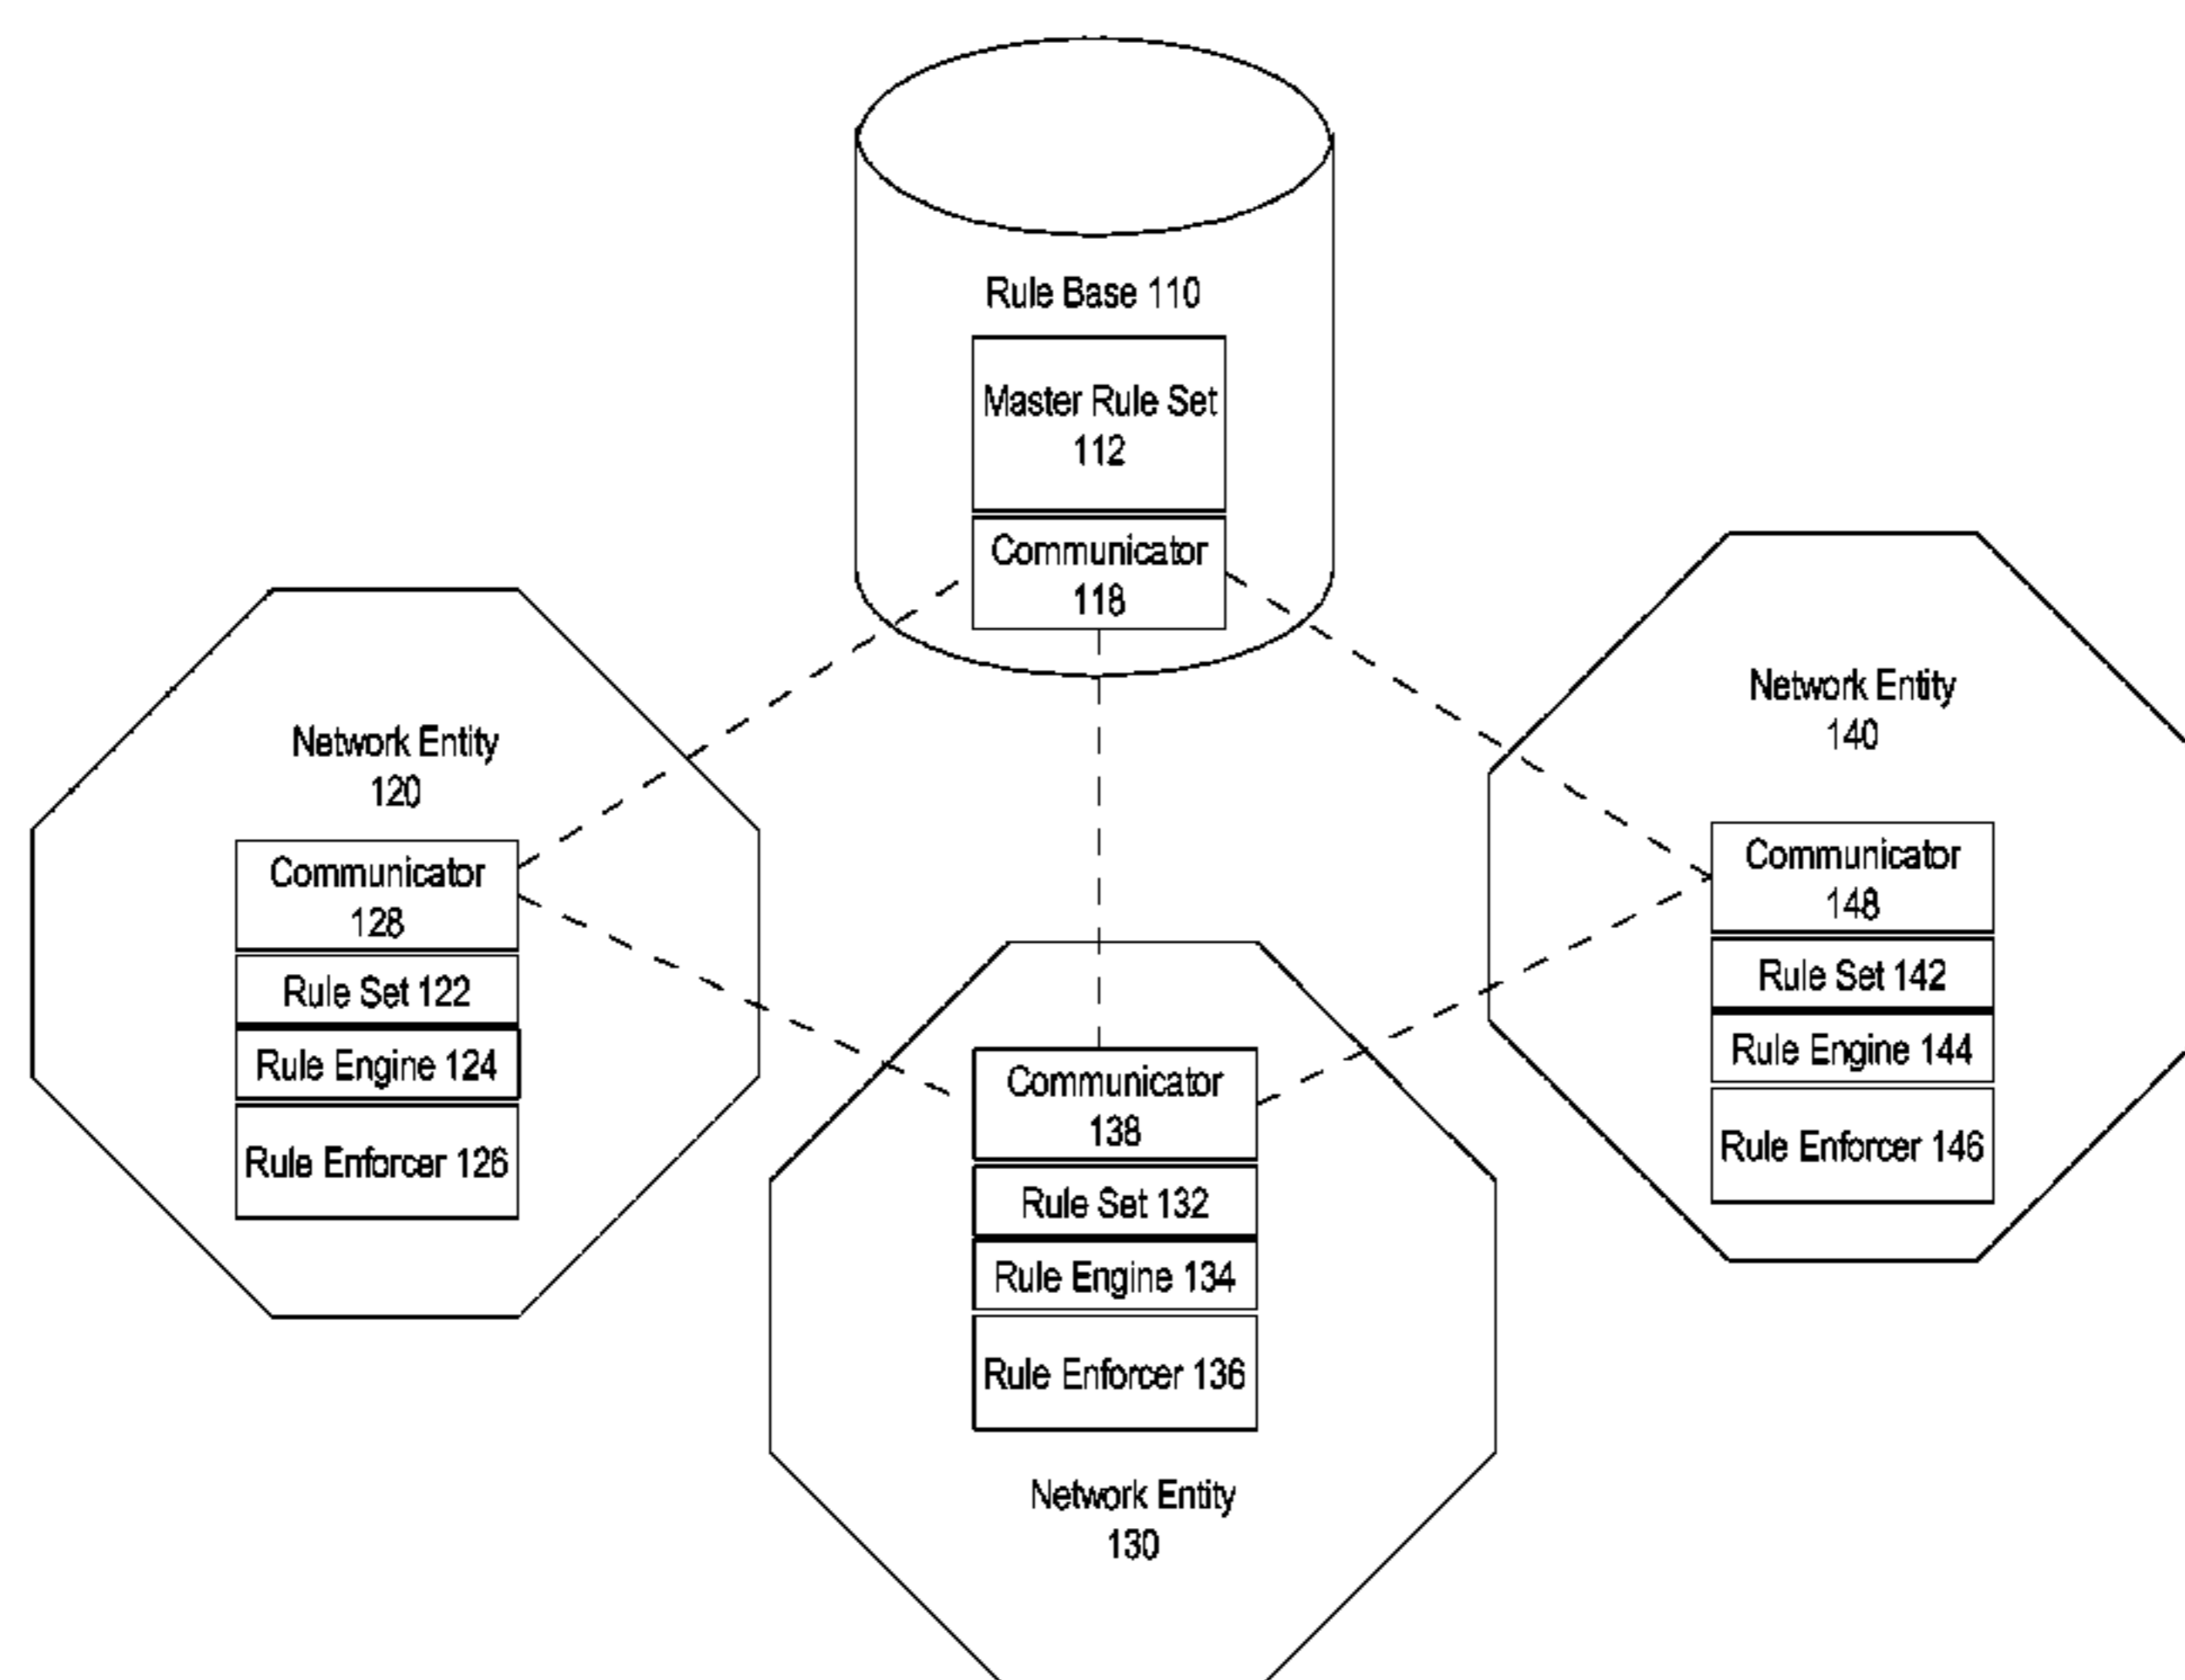 Rule Base 110
Master Rule Set
112
Communicator
118
Network Entity
120
Communicator
128
Rule Set 122
Rule Engine 124
Rule Enforcer 126
Network Entity
140
Communicator
148
Rule Set 142
Rule Engine 144
Rule Enforcer 146
Communicator
138
Rule Set 132
Rule Engine 134
Rule Enforcer 136
Network Entity
130